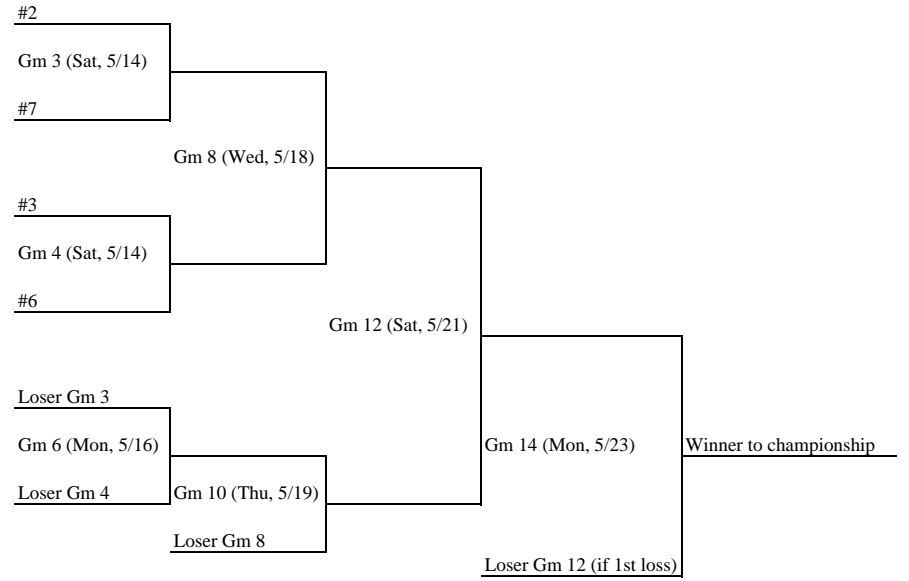 #2
Gm 3 (Sat, 5/14)
#7
Gm 8 (Wed, 5/18)
#3
Gm 4 (Sat, 5/14)
#6
Gm 12 (Sat, 5/21)
Loser Gm 3
Gm 6 (Mon, 5/16)
Gm 14 (Mon, 5/23)
Winner to championship
Loser Gm 4
Gm 10 (Thu, 5/19)
Loser Gm 8
Loser Gm 12 (if 1st loss)